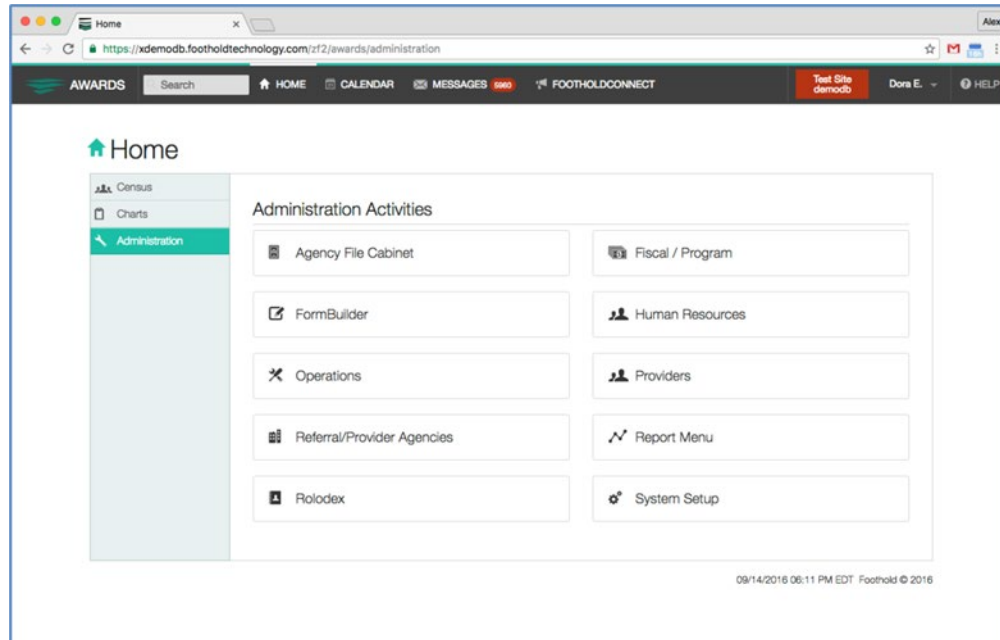 Home
Alex
https://xdemodb.footholdtechnology.com/zf2/awards/administration
AWARDS Search HOME CALENDAR MESSAGES FOOTHOLDCONNECT Test Site demodb Dora E. HELP
Home
Census
Charts
Administration
Administration Activities
Agency File Cabinet Fiscal / Program
FormBuilder Human Resources
Operations Providers
Referral/Provider Agencies Report Menu
Rolodex System Setup
09/14/2016 06:11 PM EDT Foothold © 2016